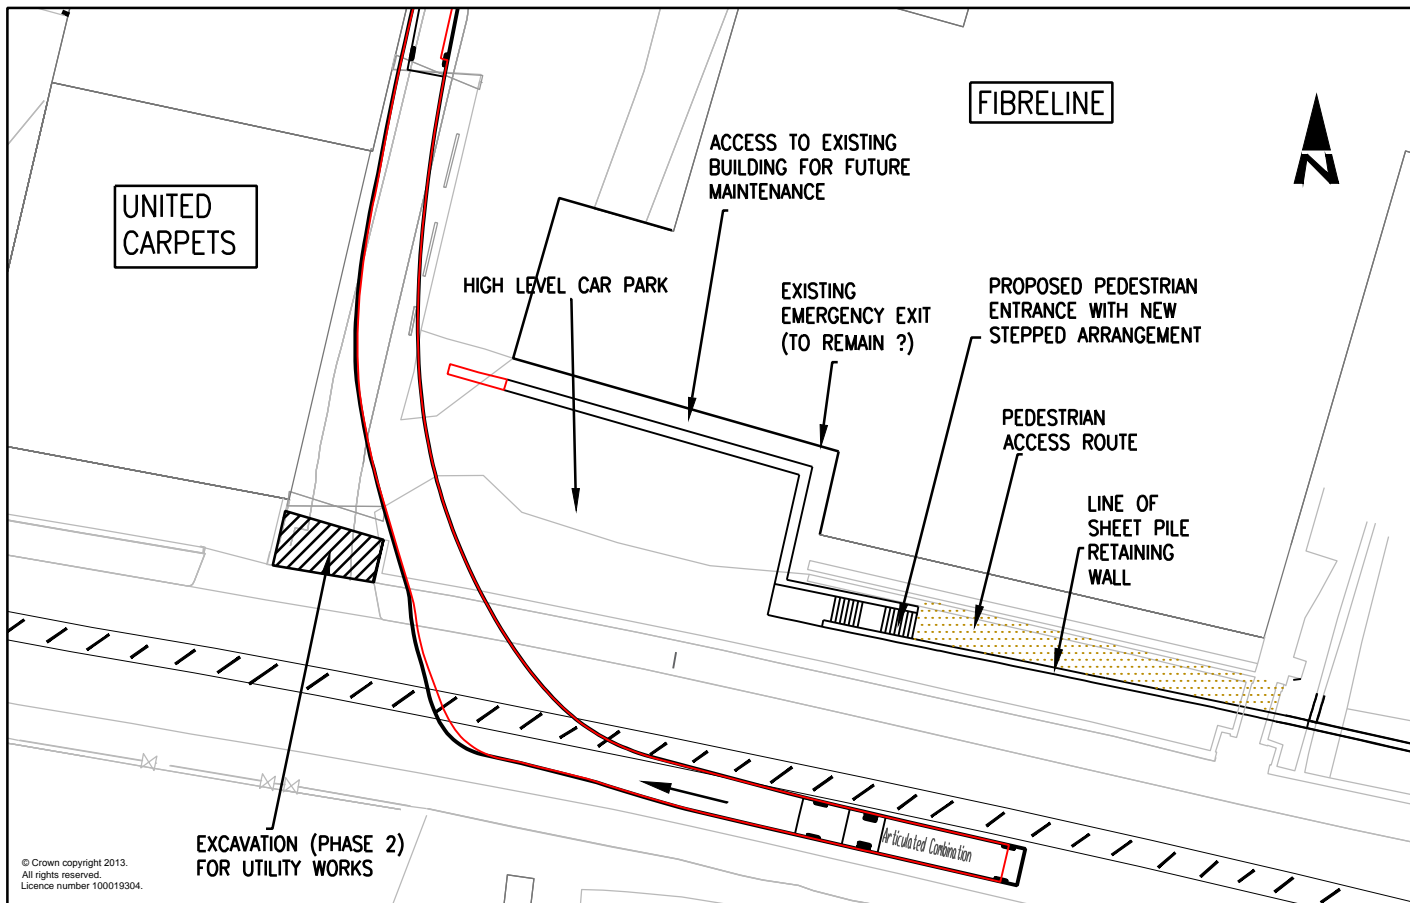 FIBRELINE
ACCESS TO EXISTING
BUILDING FOR FUTURE
MAINTENANCE
N
UNITED
CARPETS
HIGH LEVEL CAR PARK
EXISTING
EMERGENCY EXIT
(TO REMAIN ?)
PROPOSED PEDESTRIAN
ENTRANCE WITH NEW
STEPPED ARRANGEMENT
PEDESTRIAN
ACCESS ROUTE
LINE OF
SHEET PILE
RETAINING
WALL
Articulated Combination
EXCAVATION (PHASE 2)
FOR UTILITY WORKS
© Crown copyright 2013.
All rights reserved.
Licence number 100019304.